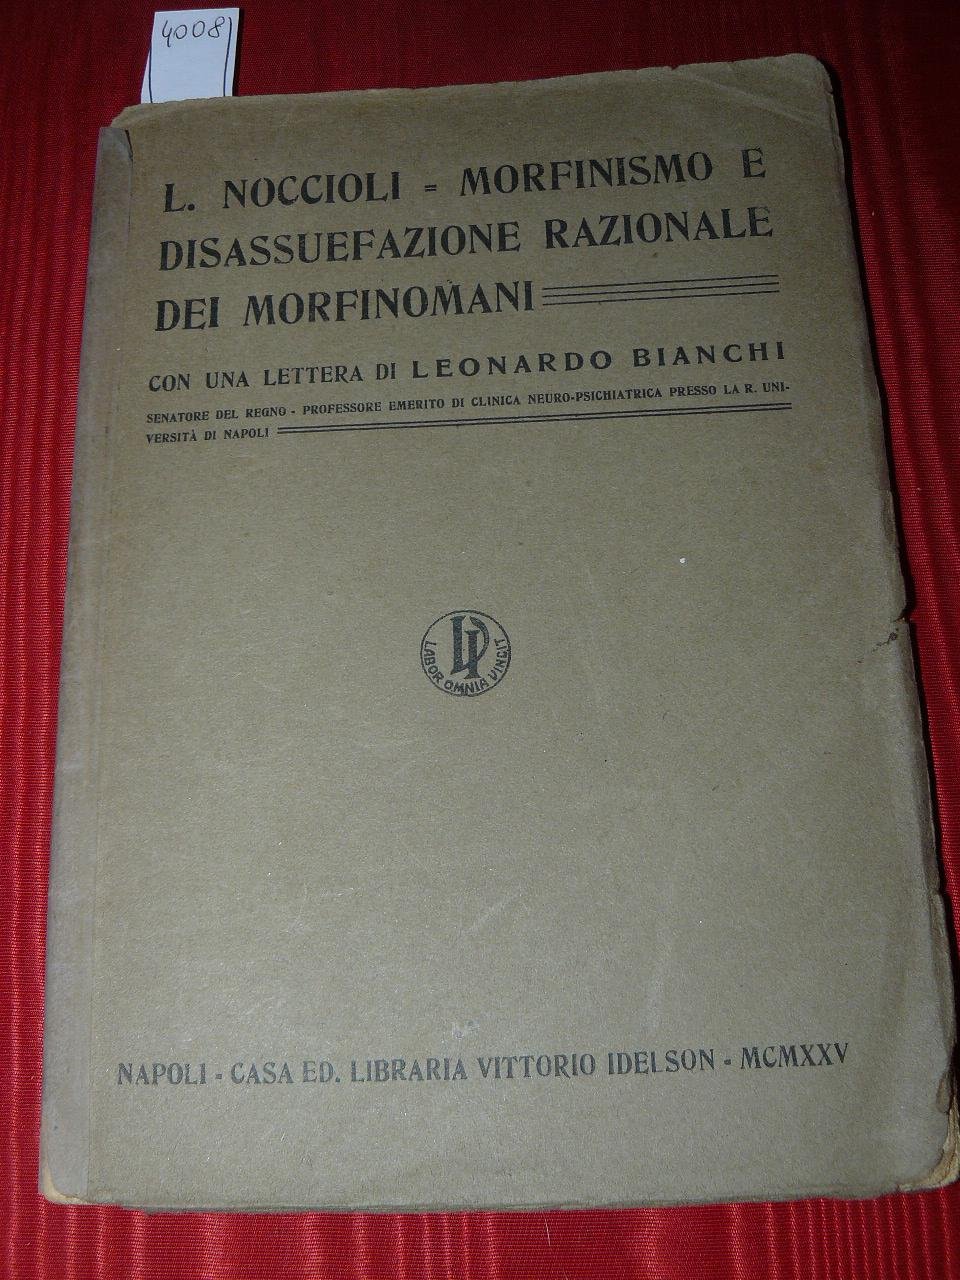 40081
L. NOCCIOLI = MORFINISMO E
DISASSUEFAZIONE RAZIONALE
DEI MORFINOMANI
CON UNA LETTERA DI LEONARDO BIANCHI
SENATORE DEL REGNO - PROFESSORE EMERITO DI CLINICA NEURO-PSICHIATRICA PRESSO LA R. UNI-
VERSITÀ DI NAPOLI
LABOR OMNIA VINCIT
NAPOLI - CASA ED. LIBRARIA VITTORIO IDELSON - MCMXXV